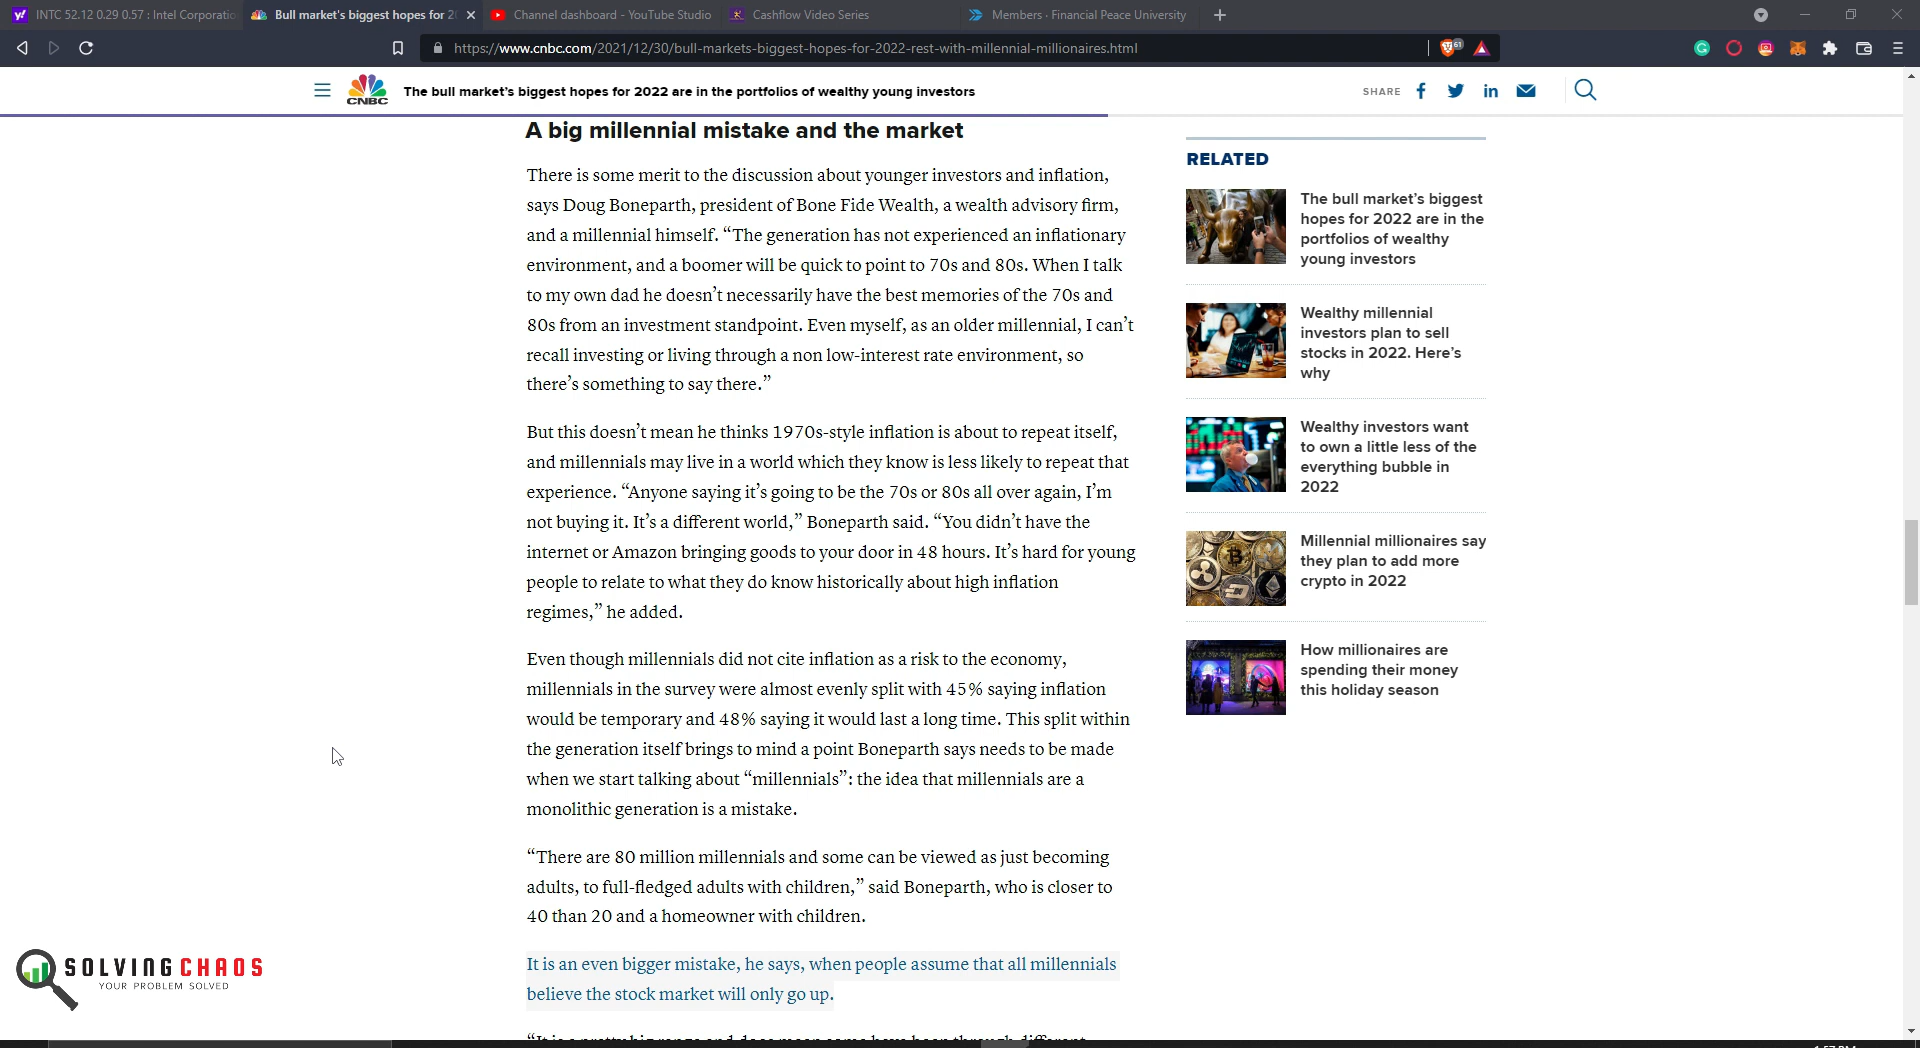 INTC 52.12 0.29 0.57 : Intel Corporatio
Bull market's biggest hopes for 2
Channel dashboard - YouTube Studio
Cashflow Video Series
Members - Financial Peace University
https://www.cnbc.com/2021/12/30/bull-markets-biggest-hopes-for-2022-rest-with-millennial-millionaires.html
61
CNBC
The bull market’s biggest hopes for 2022 are in the portfolios of wealthy young investors
SHARE
A big millennial mistake and the market
There is some merit to the discussion about younger investors and inflation,
says Doug Boneparth, president of Bone Fide Wealth, a wealth advisory firm,
and a millennial himself. “The generation has not experienced an inflationary
environment, and a boomer will be quick to point to 70s and 80s. When I talk
to my own dad he doesn’t necessarily have the best memories of the 70s and
80s from an investment standpoint. Even myself, as an older millennial, I can’t
recall investing or living through a non low-interest rate environment, so
there’s something to say there.”
But this doesn’t mean he thinks 1970s-style inflation is about to repeat itself,
and millennials may live in a world which they know is less likely to repeat that
experience. “Anyone saying it’s going to be the 70s or 80s all over again, I’m
not buying it. It’s a different world,” Boneparth said. “You didn’t have the
internet or Amazon bringing goods to your door in 48 hours. It’s hard for young
people to relate to what they do know historically about high inflation
regimes,” he added.
Even though millennials did not cite inflation as a risk to the economy,
millennials in the survey were almost evenly split with 45% saying inflation
would be temporary and 48% saying it would last a long time. This split within
the generation itself brings to mind a point Boneparth says needs to be made
when we start talking about “millennials”: the idea that millennials are a
monolithic generation is a mistake.
“There are 80 million millennials and some can be viewed as just becoming
adults, to full-fledged adults with children,” said Boneparth, who is closer to
40 than 20 and a homeowner with children.
It is an even bigger mistake, he says, when people assume that all millennials
believe the stock market will only go up.
RELATED
The bull market’s biggest
hopes for 2022 are in the
portfolios of wealthy
young investors
Wealthy millennial
investors plan to sell
stocks in 2022. Here’s
why
Wealthy investors want
to own a little less of the
everything bubble in
2022
Millennial millionaires say
they plan to add more
crypto in 2022
How millionaires are
spending their money
this holiday season
SOLVINGCHAOS
YOUR PROBLEM SOLVED